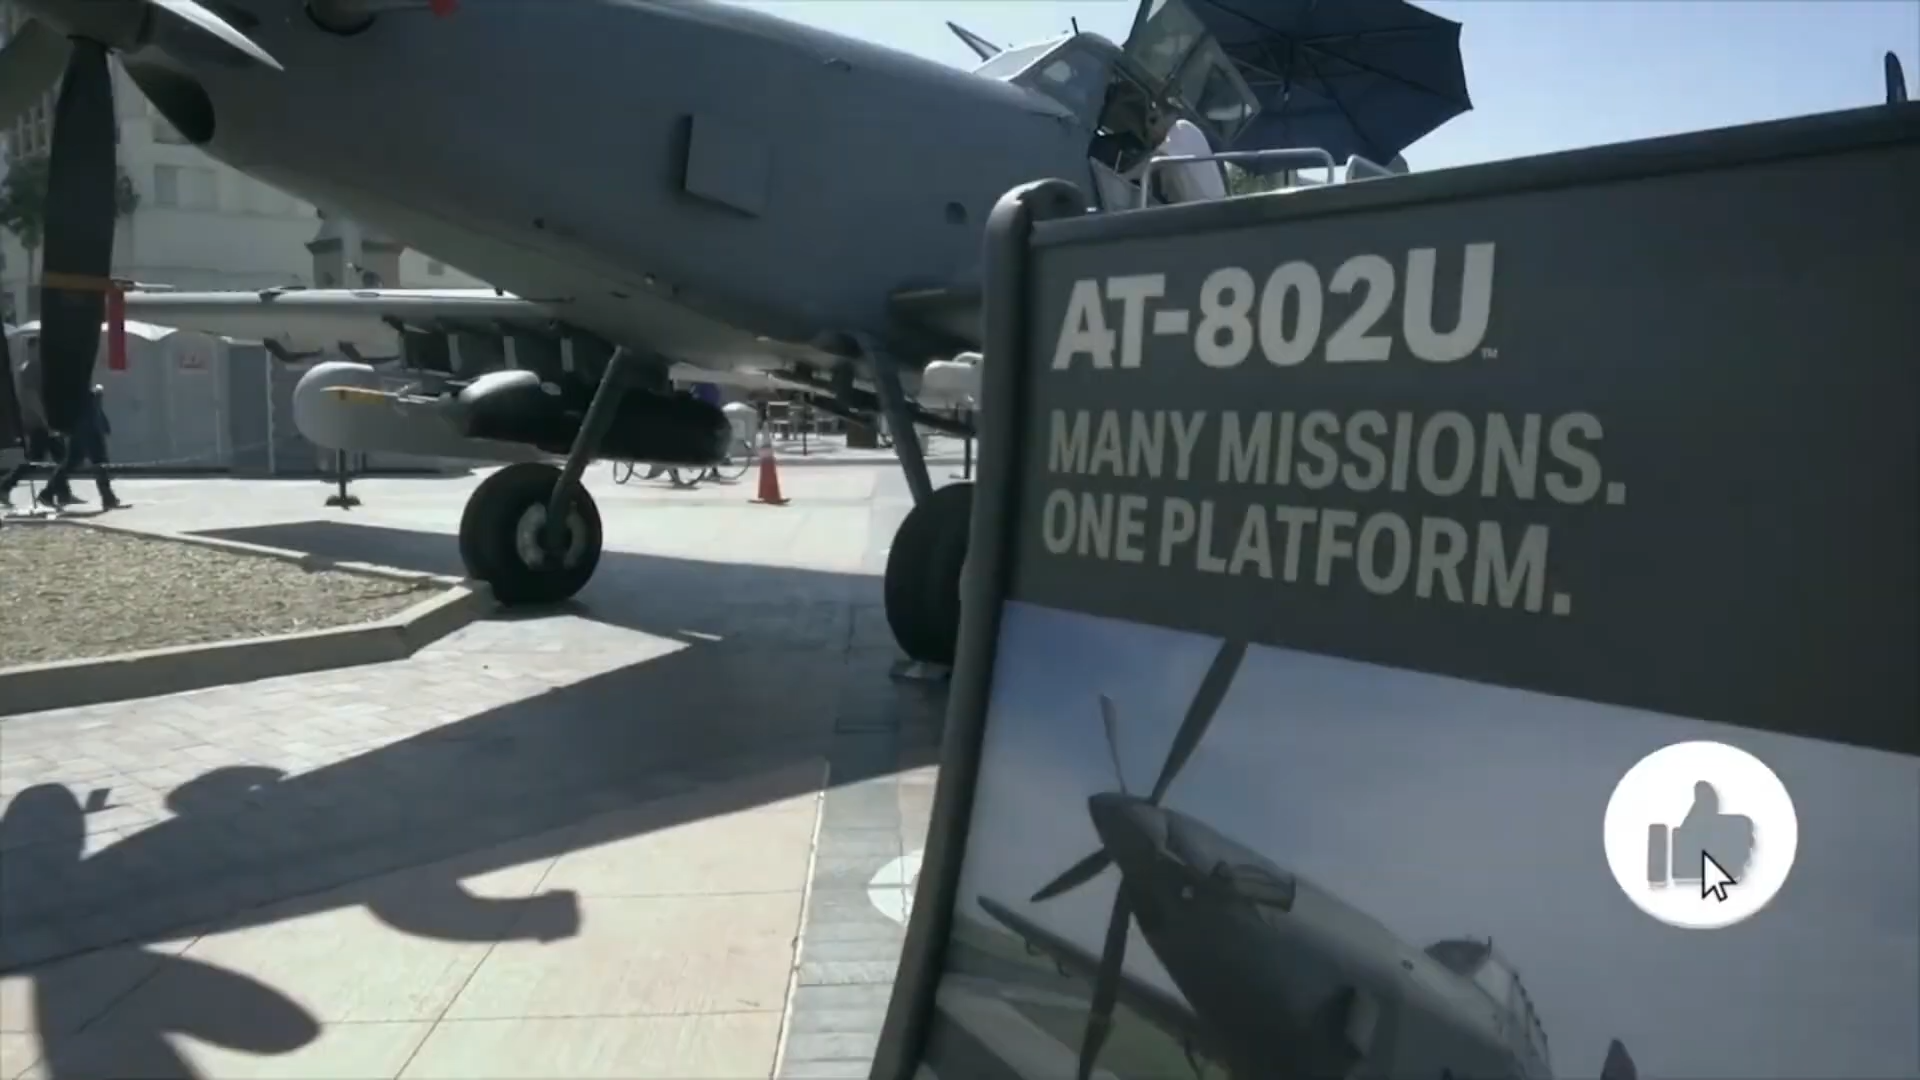 AT-802U™
MANY MISSIONS.
ONE PLATFORM.